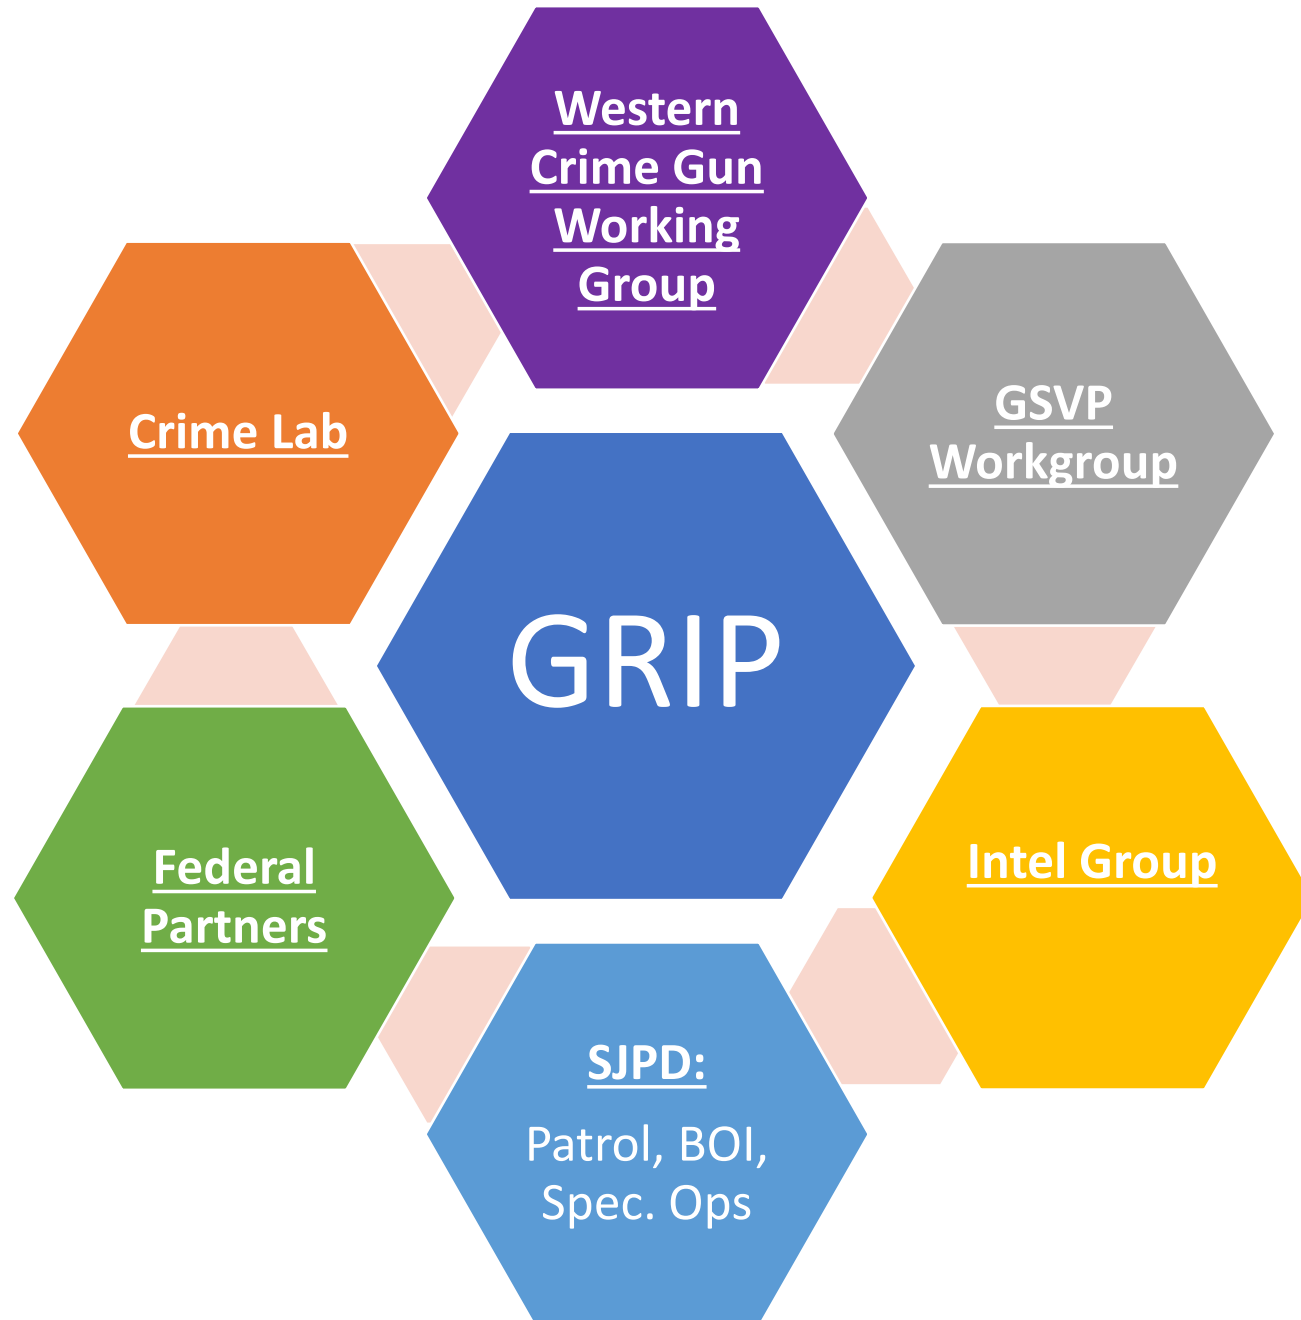 Western
Crime Gun
Working
Group
Crime Lab
GSVP
Workgroup
GRIP
Federal
Partners
Intel Group
SJPD:
Patrol, BOI,
Spec. Ops